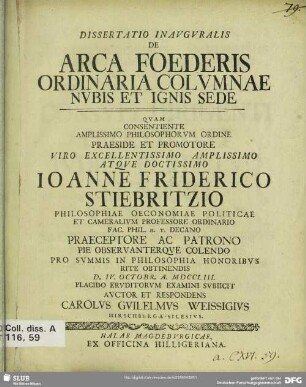 79.
DISSERTATIO INAVGVRALIS
DE
ARCA FOEDERIS
ORDINARIA COLVMNAE
NVBIS ET IGNIS SEDE
QVAM
CONSENTIENTE
AMPLISSIMO PHILOSOPHORVM ORDINE
PRAESIDE ET PROMOTORE
VIRO EXCELLENTISSIMO AMPLISSIMO
ATQVE DOCTISSIMO
IOANNE FRIDERICO
STIEBRITZIO
PHILOSOPHIAE OECONOMIAE POLITICAE
ET CAMERALIVM PROFESSORE ORDINARIO
FAC. PHIL. n. t. DECANO
PRAECEPTORE AC PATRONO
PIE OBSERVANTERQVE COLENDO
PRO SVMMIS IN PHILOSOPHIA HONORIBVS
RITE OBTINENDIS
D. IV. OCTOBR. A. MDCCLIII.
PLACIDO ERVDITORVM EXAMINI SVBIICIT
AVCTOR ET RESPONDENS
CAROLVS GVILELMVS WEISSIGIVS
HIRSCHBERGA-SILESIVS.
HALAE MAGDEBVRGICAE,
EX OFFICINA HILLIGERIANA.
Coll. diss. A
116, 59
DFG